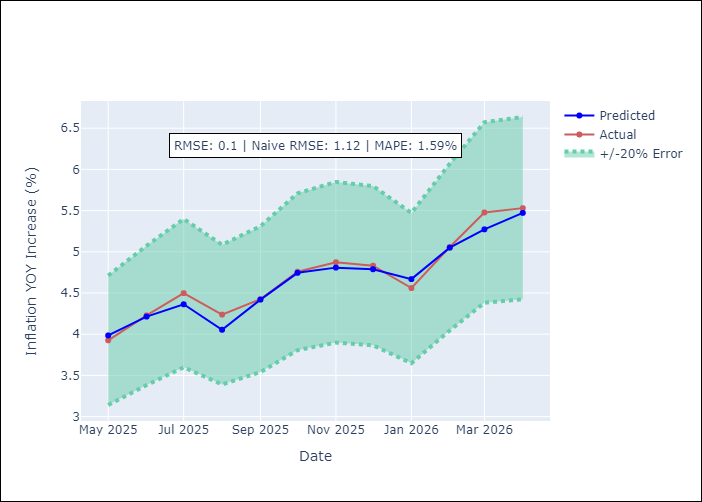 RMSE: 0.1 | Naive RMSE: 1.12 | MAPE: 1.59%
Predicted
Actual
+/-20% Error
Inflation YOY Increase (%)
6.5
6
5.5
5
4.5
4
3.5
3
May 2025 Jul 2025 Sep 2025 Nov 2025 Jan 2026 Mar 2026
Date